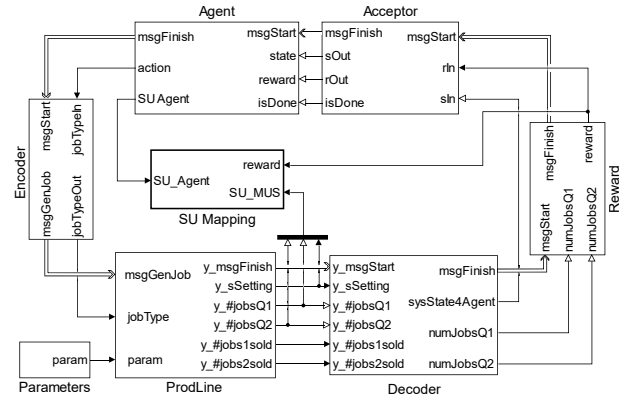 Agent
Acceptor
msgFinish
action
SU Agent
msgStart
state
reward
isDone
msgFinish
sOut
rOut
isDone
msgStart
rIn
sIn
Encoder
msgStart
jobTypeIn
msgGenJob
jobTypeOut
reward
SU_Agent
SU_MUS
SU Mapping
msgFinish
reward
msgStart
numJobsQ1
numJobsQ2
Reward
msgGenJob
jobType
param
y_msgFinish
y_sSetting
y_#jobsQ1
y_#jobsQ2
y_#jobs1sold
y_#jobs2sold
ProdLine
y_msgStart
y_sSetting
y_#jobsQ1
y_#jobsQ2
y_#jobs1sold
y_#jobs2sold
msgFinish
sysState4Agent
numJobsQ1
numJobsQ2
Decoder
param
Parameters